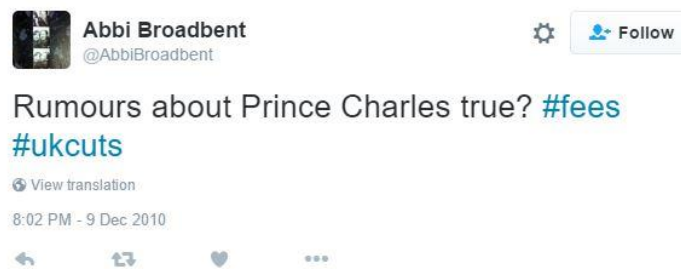 Abbi Broadbent
Follow
@AbbiBroadbent
Rumours about Prince Charles true? #fees
#ukcuts
View translation
8:02 PM - 9 Dec 2010